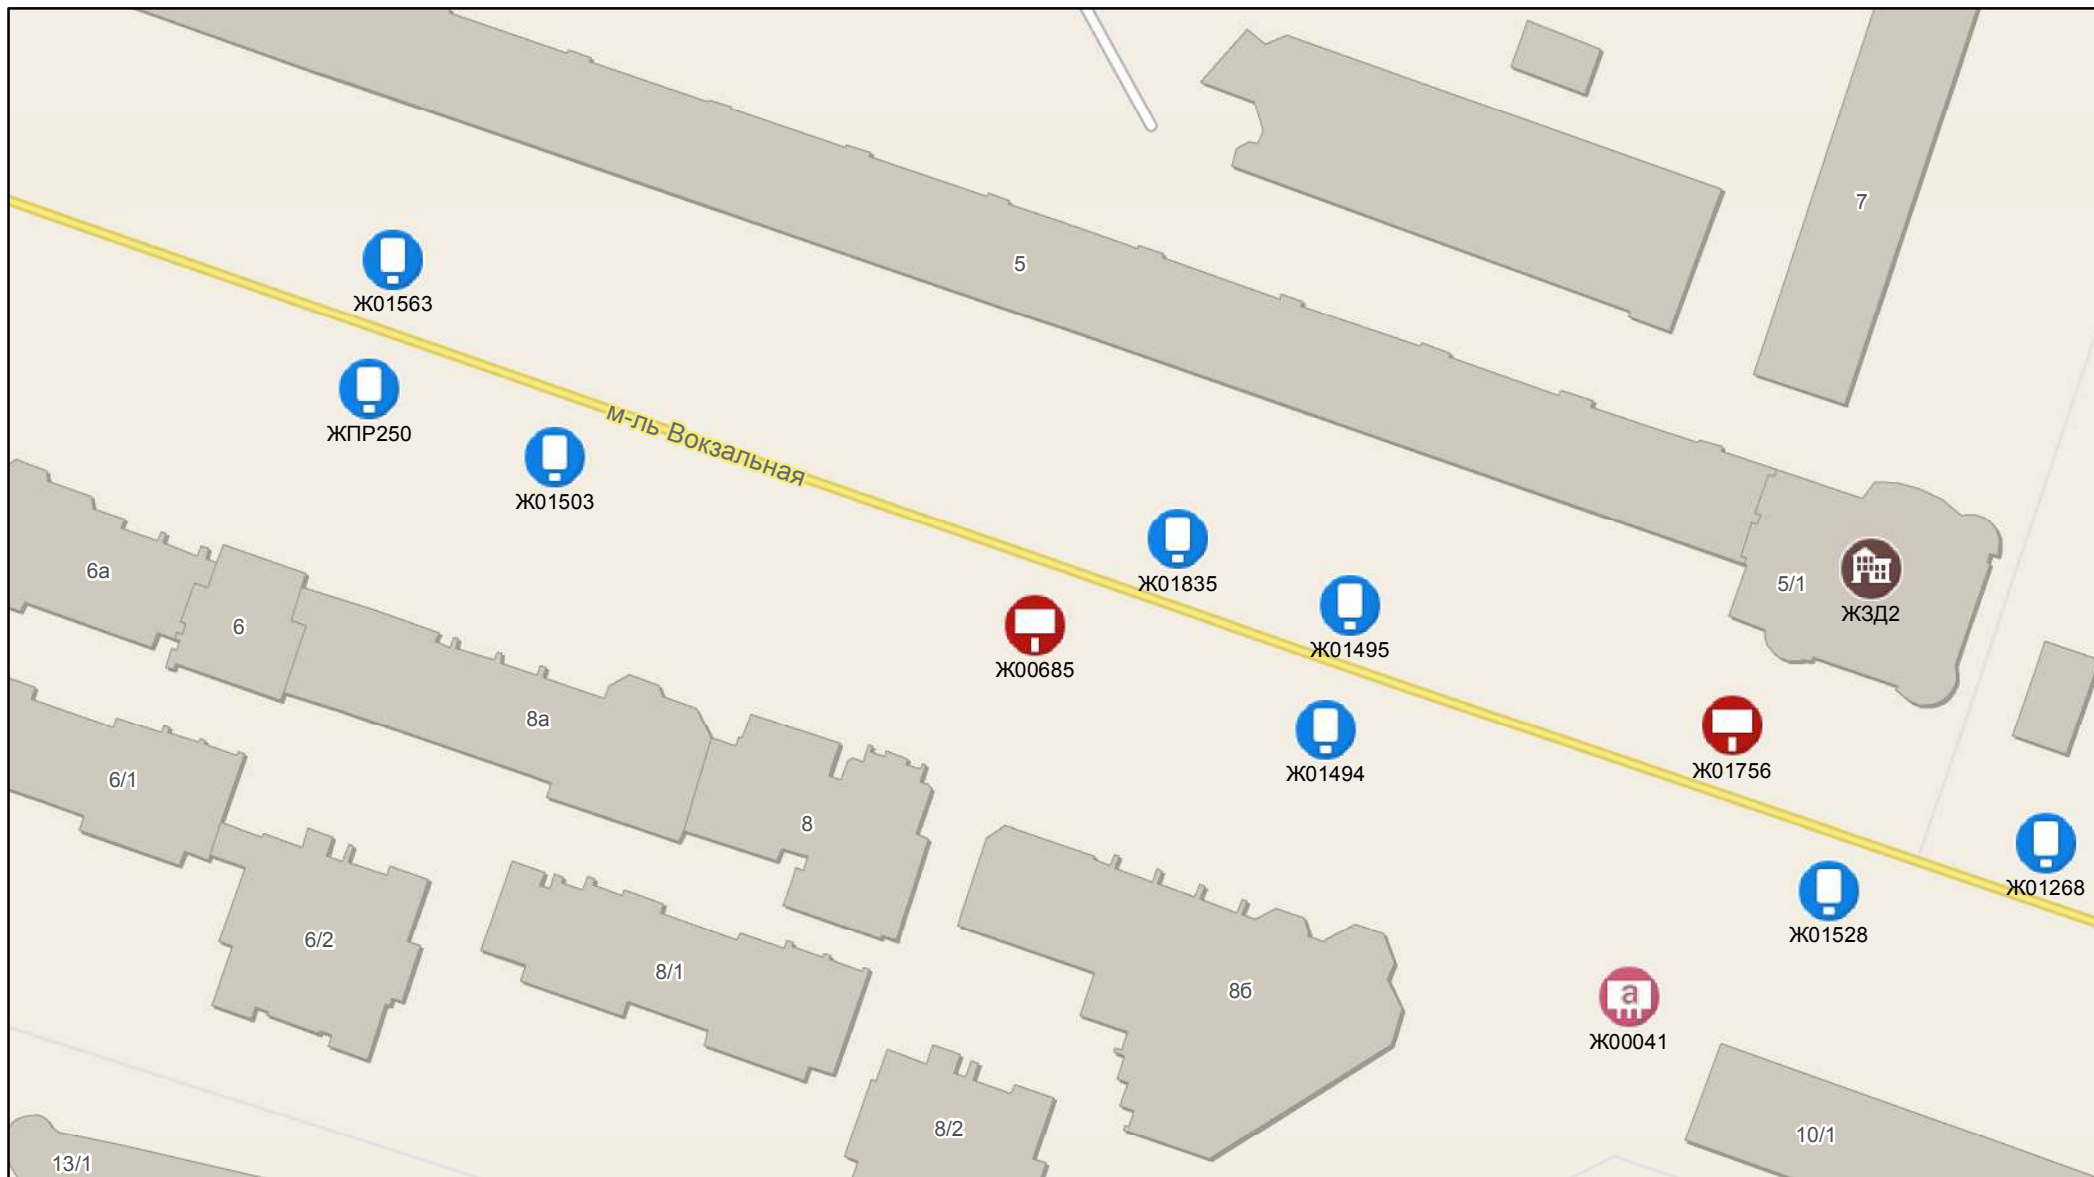 7
5
Ж01563
ЖПР250
м-ль Вокзальная
Ж01503
Ж01835
6а
5/1
ЖЗД2
6
Ж01495
Ж00685
8а
Ж01494
Ж01756
6/1
8
Ж01268
Ж01528
6/2
8/1
8б
а
Ж00041
8/2
10/1
13/1